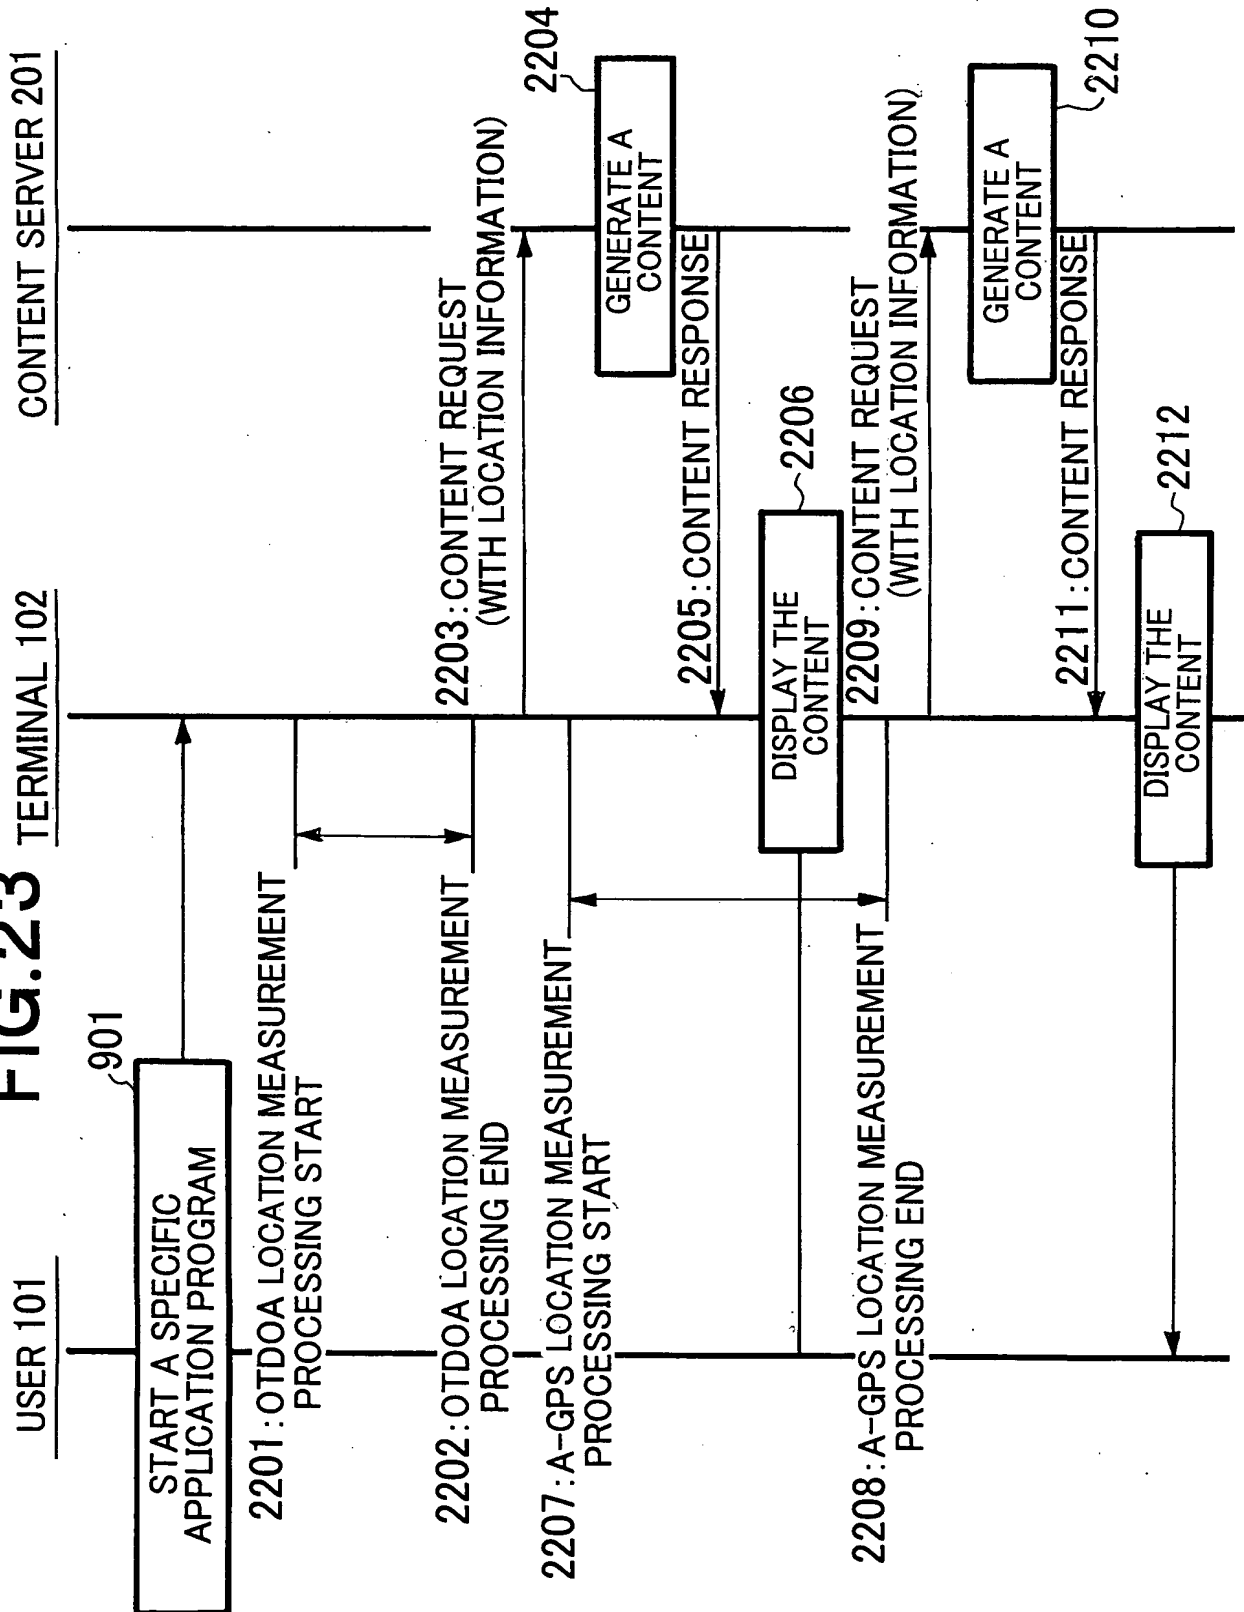 FIG.23
USER 101
TERMINAL 102
CONTENT SERVER 201
901
START A SPECIFIC
APPLICATION PROGRAM
2201:OTDOA LOCATION MEASUREMENT
PROCESSING START
2202:OTDOA LOCATION MEASUREMENT
PROCESSING END
2203:CONTENT REQUEST
(WITH LOCATION INFORMATION)
2204
GENERATE A
CONTENT
2207:A-GPS LOCATION MEASUREMENT
PROCESSING START
2205:CONTENT RESPONSE
2206
DISPLAY THE
CONTENT
2208:A-GPS LOCATION MEASUREMENT
PROCESSING END
2209:CONTENT REQUEST
(WITH LOCATION INFORMATION)
2210
GENERATE A
CONTENT
2211:CONTENT RESPONSE
2212
DISPLAY THE
CONTENT